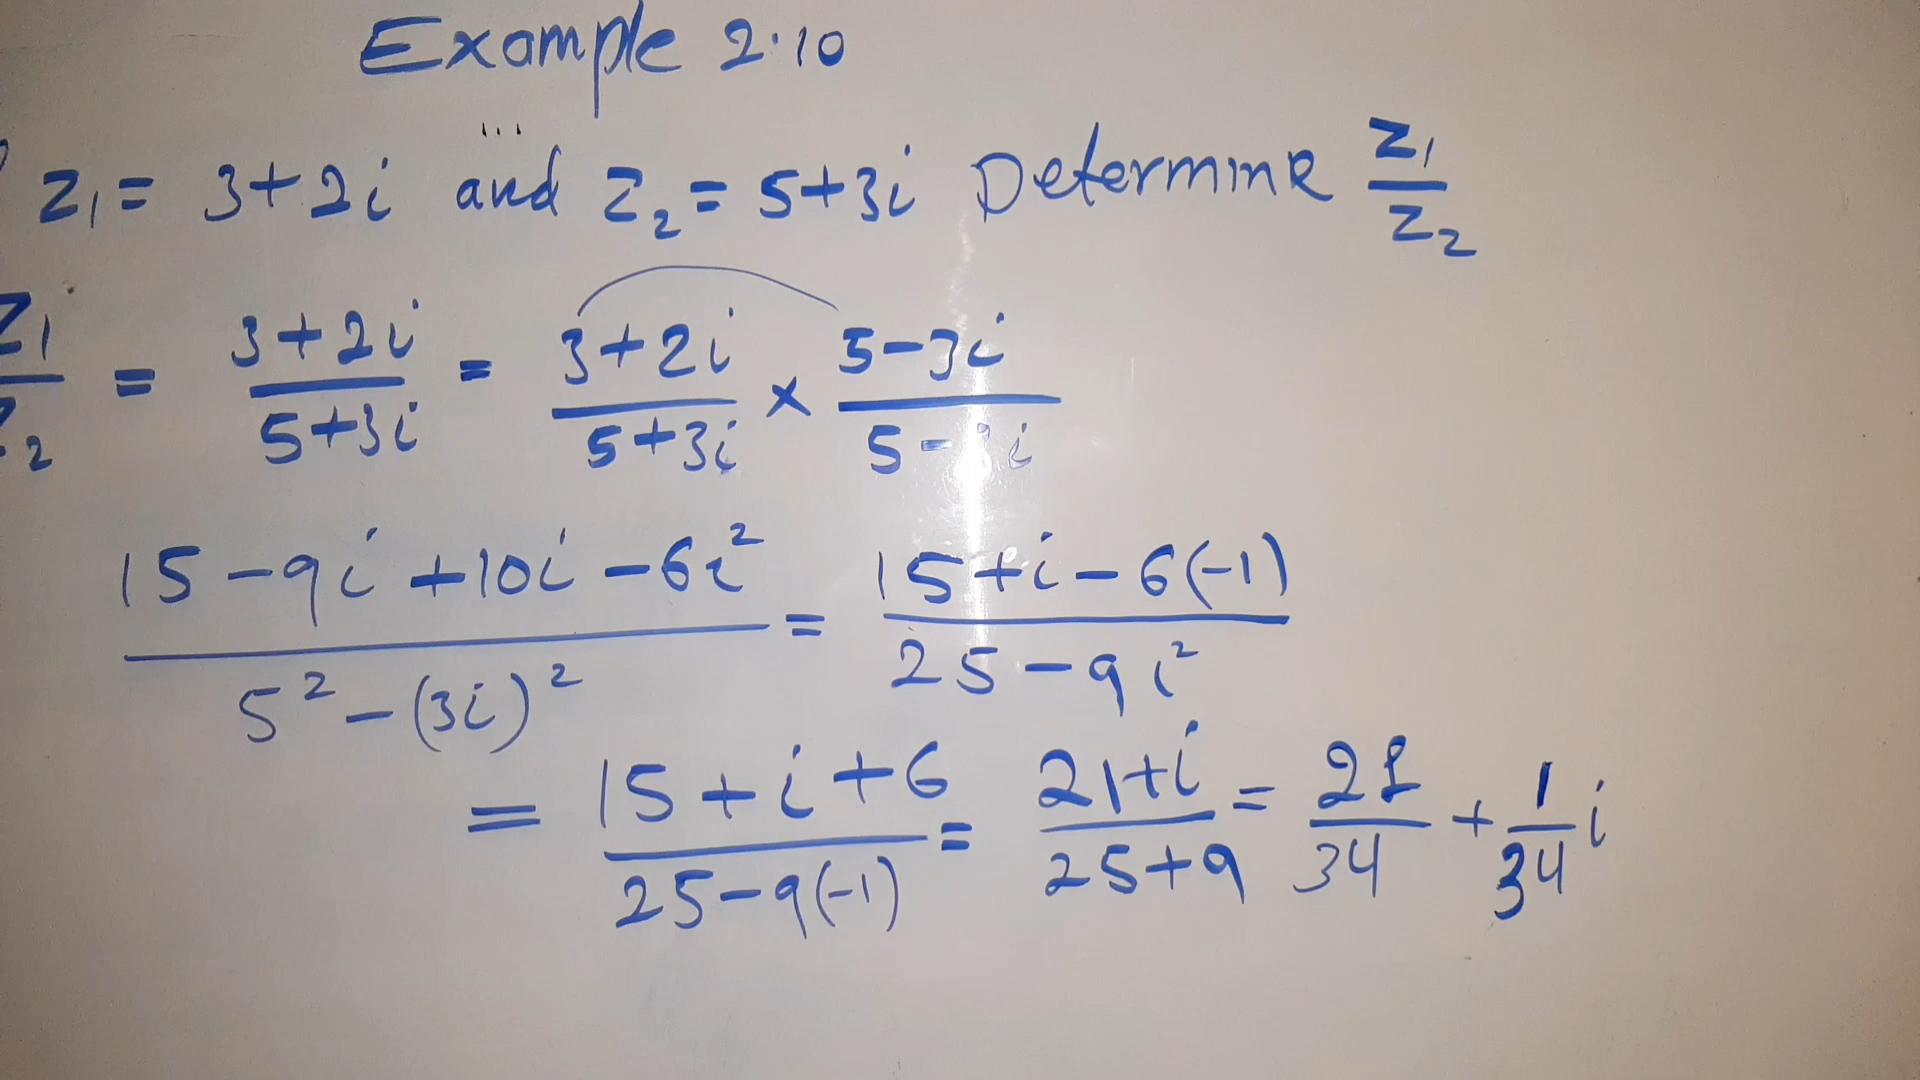 Example 2.10
z₁ = 3+2i and z₂ = 5+3i Determine z₁/z₂
z₁/z₂ = (3+2i)/(5+3i) = (3+2i)/(5+3i) × (5-3i)/(5-3i)
(15-9i+10i-6i²)/(5²-(3i)²) = (15+i-6(-1))/(25-9i²)
= (15+i+6)/(25-9(-1)) = (21+i)/(25+9) = 21/34 + 1/34 i